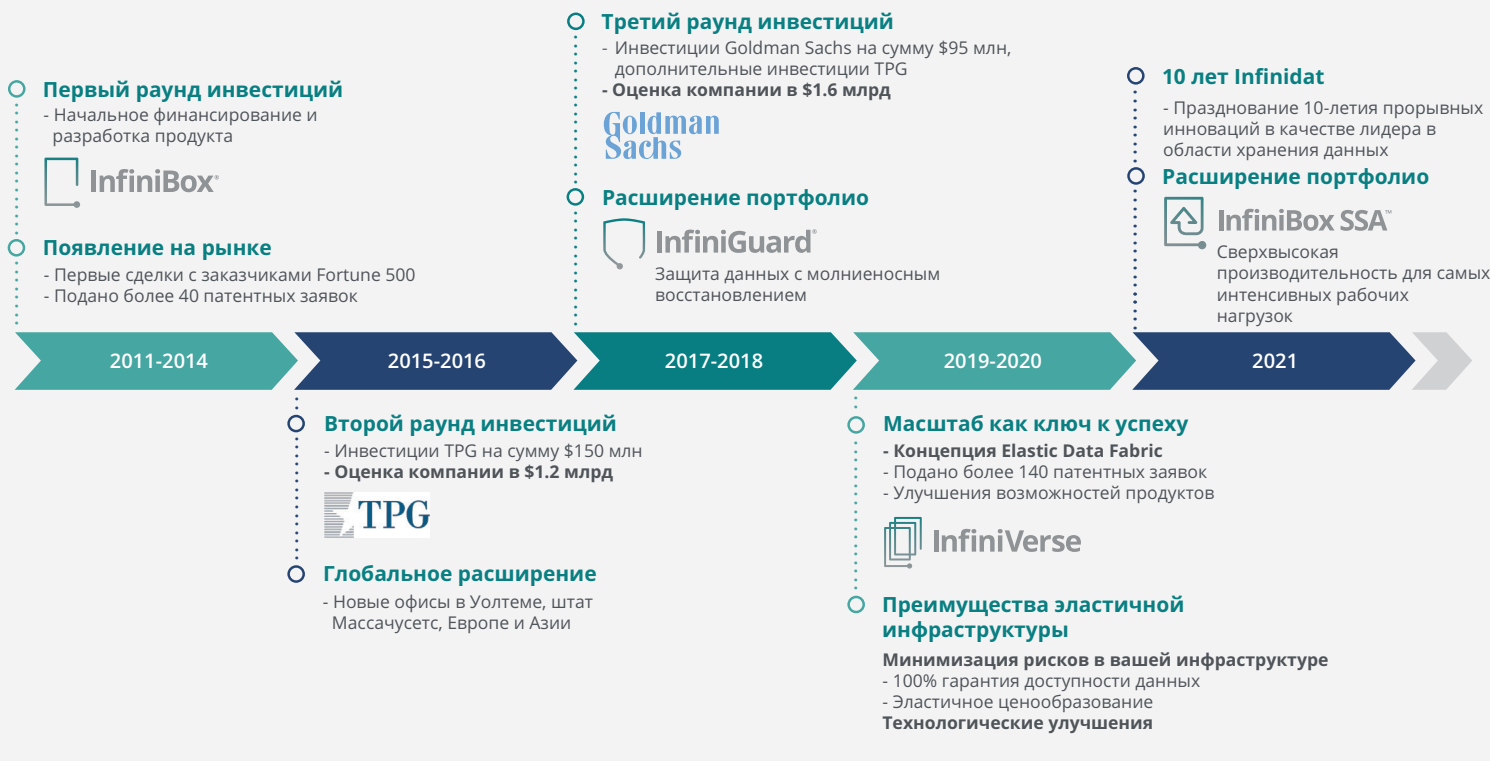 Первый раунд инвестиций
- Начальное финансирование и
разработка продукта
InfiniBox®
Появление на рынке
- Первые сделки с заказчиками Fortune 500
- Подано более 40 патентных заявок
Третий раунд инвестиций
- Инвестиции Goldman Sachs на сумму $95 млн,
дополнительные инвестиции TPG
- Оценка компании в $1.6 млрд
Goldman
Sachs
Расширение портфолио
InfiniGuard®
Защита данных с молниеносным
восстановлением
10 лет Infinidat
- Празднование 10-летия прорывных
инноваций в качестве лидера в
области хранения данных
Расширение портфолио
InfiniBox SSA™
Сверхвысокая
производительность для самых
интенсивных рабочих
нагрузок
2011-2014
2015-2016
2017-2018
2019-2020
2021
Второй раунд инвестиций
- Инвестиции TPG на сумму $150 млн
- Оценка компании в $1.2 млрд
TPG
Глобальное расширение
- Новые офисы в Уолтеме, штат
Массачусетс, Европе и Азии
Масштаб как ключ к успеху
- Концепция Elastic Data Fabric
- Подано более 140 патентных заявок
- Улучшения возможностей продуктов
InfiniVerse
Преимущества эластичной
инфраструктуры
Минимизация рисков в вашей инфраструктуре
- 100% гарантия доступности данных
- Эластичное ценообразование
Технологические улучшения